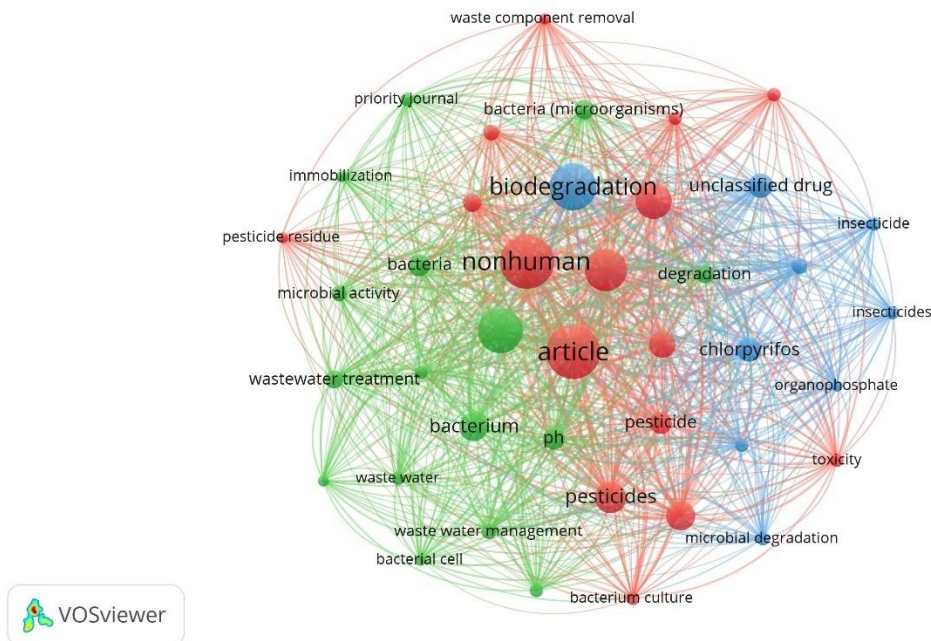 waste component removal
priority journal
bacteria (microorganisms)
immobilization
biodegradation
unclassified drug
insecticide
pesticide residue
bacteria
nonhuman
degradation
microbial activity
insecticides
article
chlorpyrifos
wastewater treatment
organophosphate
bacterium
pesticide
ph
toxicity
waste water
pesticides
waste water management
microbial degradation
bacterial cell
bacterium culture
VOSviewer